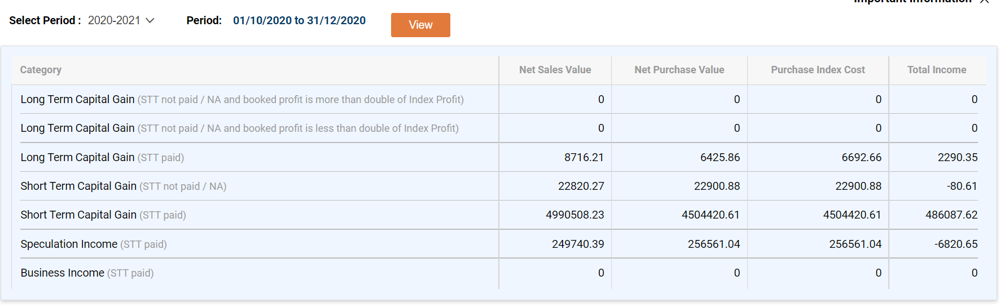 Important Information
Select Period : 2020-2021 Period: 01/10/2020 to 31/12/2020 View
Category Net Sales Value Net Purchase Value Purchase Index Cost Total Income
Long Term Capital Gain (STT not paid / NA and booked profit is more than double of Index Profit) 0 0 0 0
Long Term Capital Gain (STT not paid / NA and booked profit is less than double of Index Profit) 0 0 0 0
Long Term Capital Gain (STT paid) 8716.21 6425.86 6692.66 2290.35
Short Term Capital Gain (STT not paid / NA) 22820.27 22900.88 22900.88 -80.61
Short Term Capital Gain (STT paid) 4990508.23 4504420.61 4504420.61 486087.62
Speculation Income (STT paid) 249740.39 256561.04 256561.04 -6820.65
Business Income (STT paid) 0 0 0 0